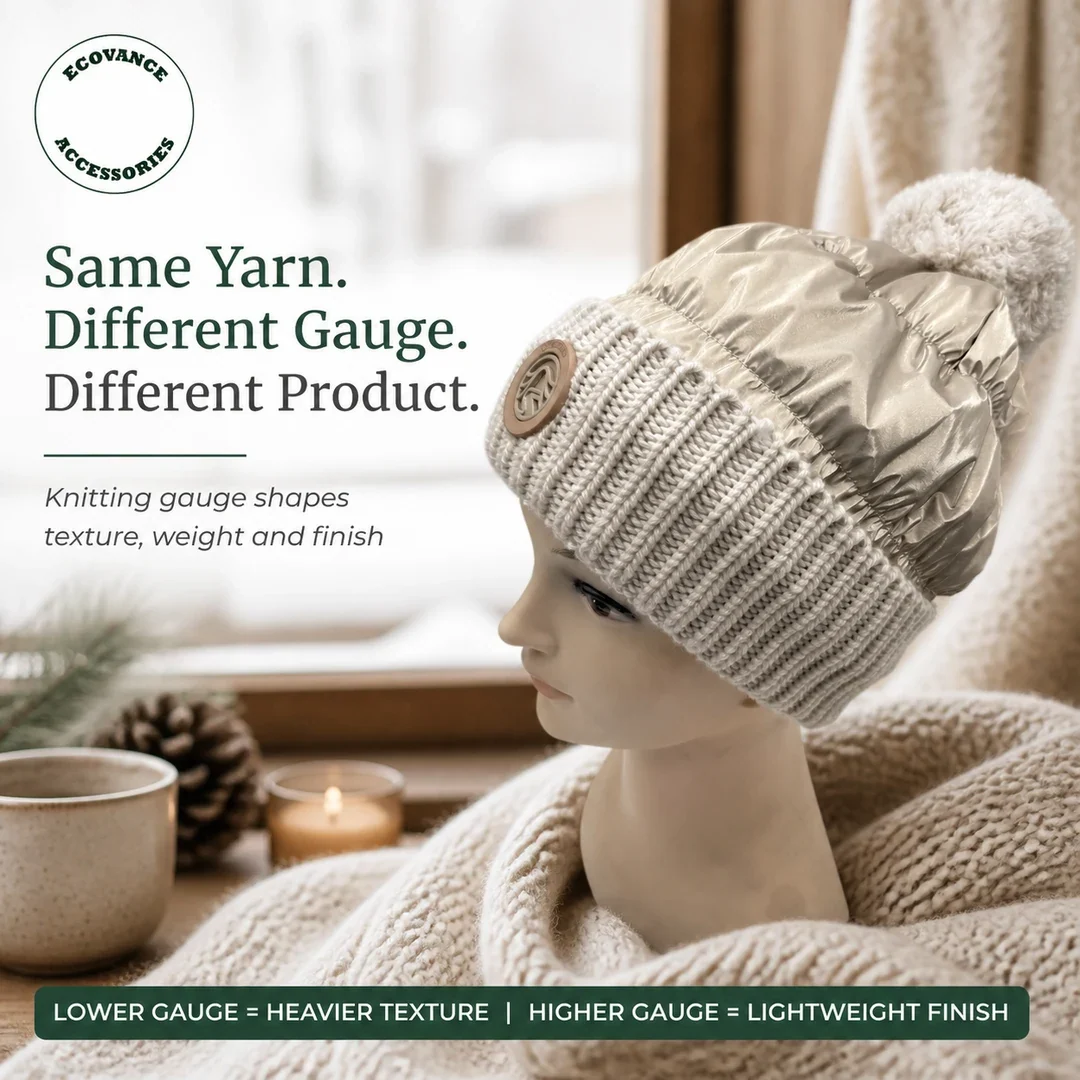 ECOVANCE
ACCESSORIES
Same Yarn.
Different Gauge.
Different Product.
Knitting gauge shapes
texture, weight and finish
LOWER GAUGE = HEAVIER TEXTURE | HIGHER GAUGE = LIGHTWEIGHT FINISH